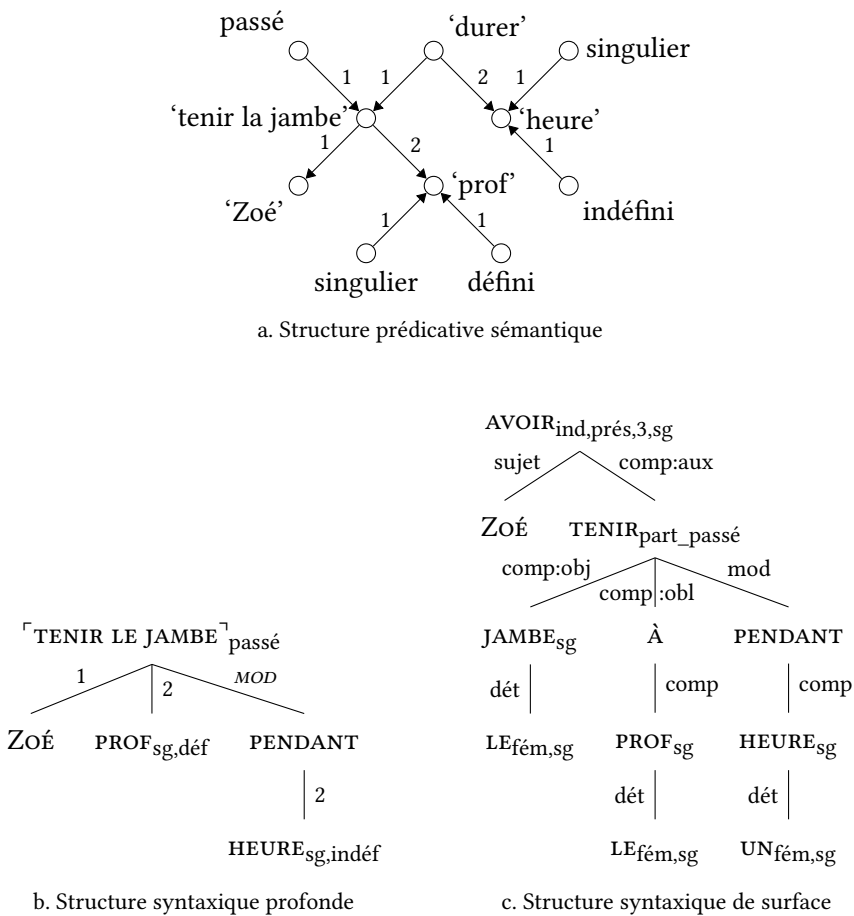 passé ‘durer’ singulier
1 1 2 1
‘tenir la jambe’ ‘heure’
1 2 1
‘Zoé’ ‘prof’ indéfini
1 1
singulier défini
a. Structure prédicative sémantique
⌜TENIR LE JAMBE⌝passé
1 2 MOD
ZOÉ PROFsg,déf PENDANT
2
HEUREsg,indéf
b. Structure syntaxique profonde
AVOIRind,prés,3,sg
sujet comp:aux
ZOÉ TENIRpart_passé
comp:obj comp:obl mod
JAMBEsg À PENDANT
dét comp comp
LEfém,sg PROFsg HEUREsg
dét dét
LEfém,sg UNfém,sg
c. Structure syntaxique de surface